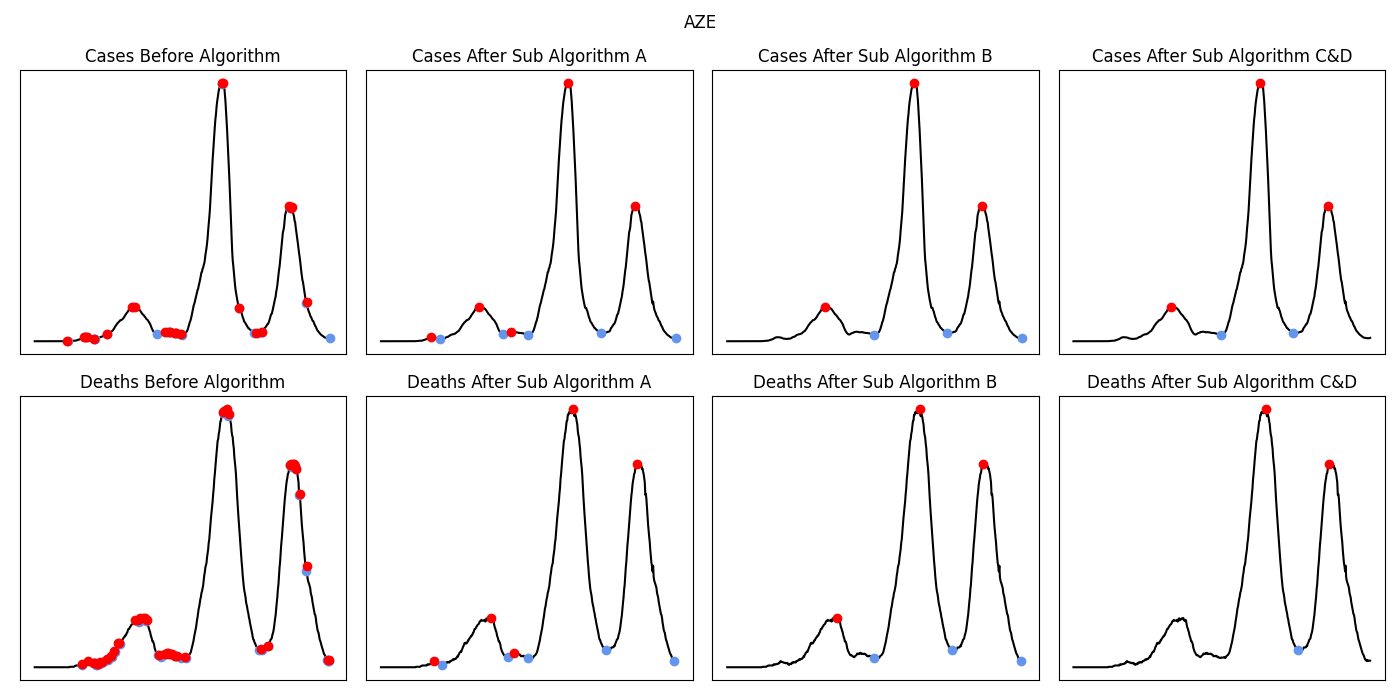 AZE
Cases Before Algorithm
Cases After Sub Algorithm A
Cases After Sub Algorithm B
Cases After Sub Algorithm C&D
Deaths Before Algorithm
Deaths After Sub Algorithm A
Deaths After Sub Algorithm B
Deaths After Sub Algorithm C&D